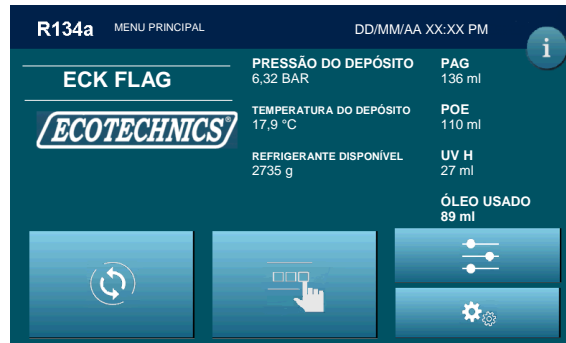 R134a MENU PRINCIPAL DD/MM/AA XX:XX PM
i
ECK FLAG
ECOTECHNICS®
PRESSÃO DO DEPÓSITO
6,32 BAR
TEMPERATURA DO DEPÓSITO
17,9 °C
REFRIGERANTE DISPONÍVEL
2735 g
PAG
136 ml
POE
110 ml
UV H
27 ml
ÓLEO USADO
89 ml